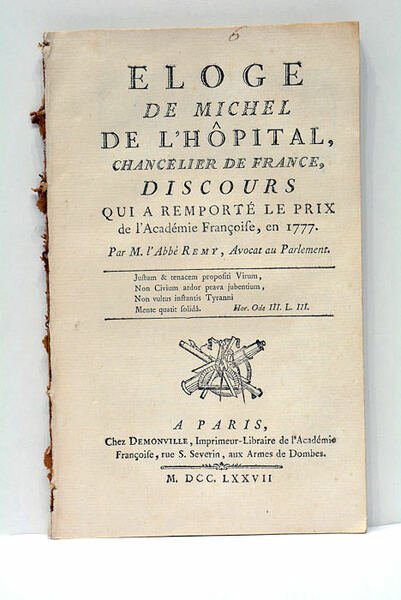 6
ELOGE
DE MICHEL
DE L'HÔPITAL,
CHANCELIER DE FRANCE,
DISCOURS
QUI A REMPORTÉ LE PRIX
de l'Académie Françoiſe, en 1777.
Par M. l'Abbé REMY, Avocat au Parlement.
Juſtum & tenacem propoſiti Virum,
Non Civium ardor prava jubentium,
Non vultus inſtantis Tyranni
Mente quatit ſolidâ. Hor. Ode III. L. III.
A PARIS,
Chez DEMONVILLE, Imprimeur-Libraire de l'Académie
Françoiſe, rue S. Severin, aux Armes de Dombes.
M. DCC. LXXVII